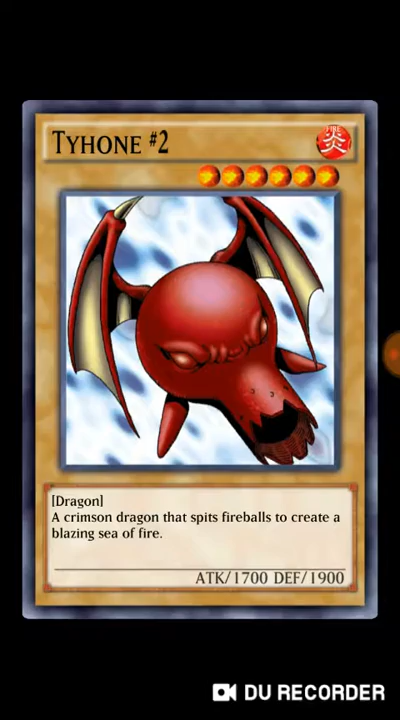 TYHONE #2
FIRE
炎
[Dragon]
A crimson dragon that spits fireballs to create a
blazing sea of fire.
ATK/1700 DEF/1900
DU RECORDER